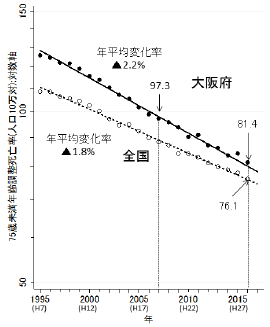 150
100
50
75歳未満年齢調整死亡率(人口10万対):対数軸
年平均変化率
▲2.2%
大阪府
97.3
81.4
年平均変化率
▲1.8%
全国
76.1
1995 2000 2005 2010 2015
(H7) (H12) (H17) (H22) (H27)
年